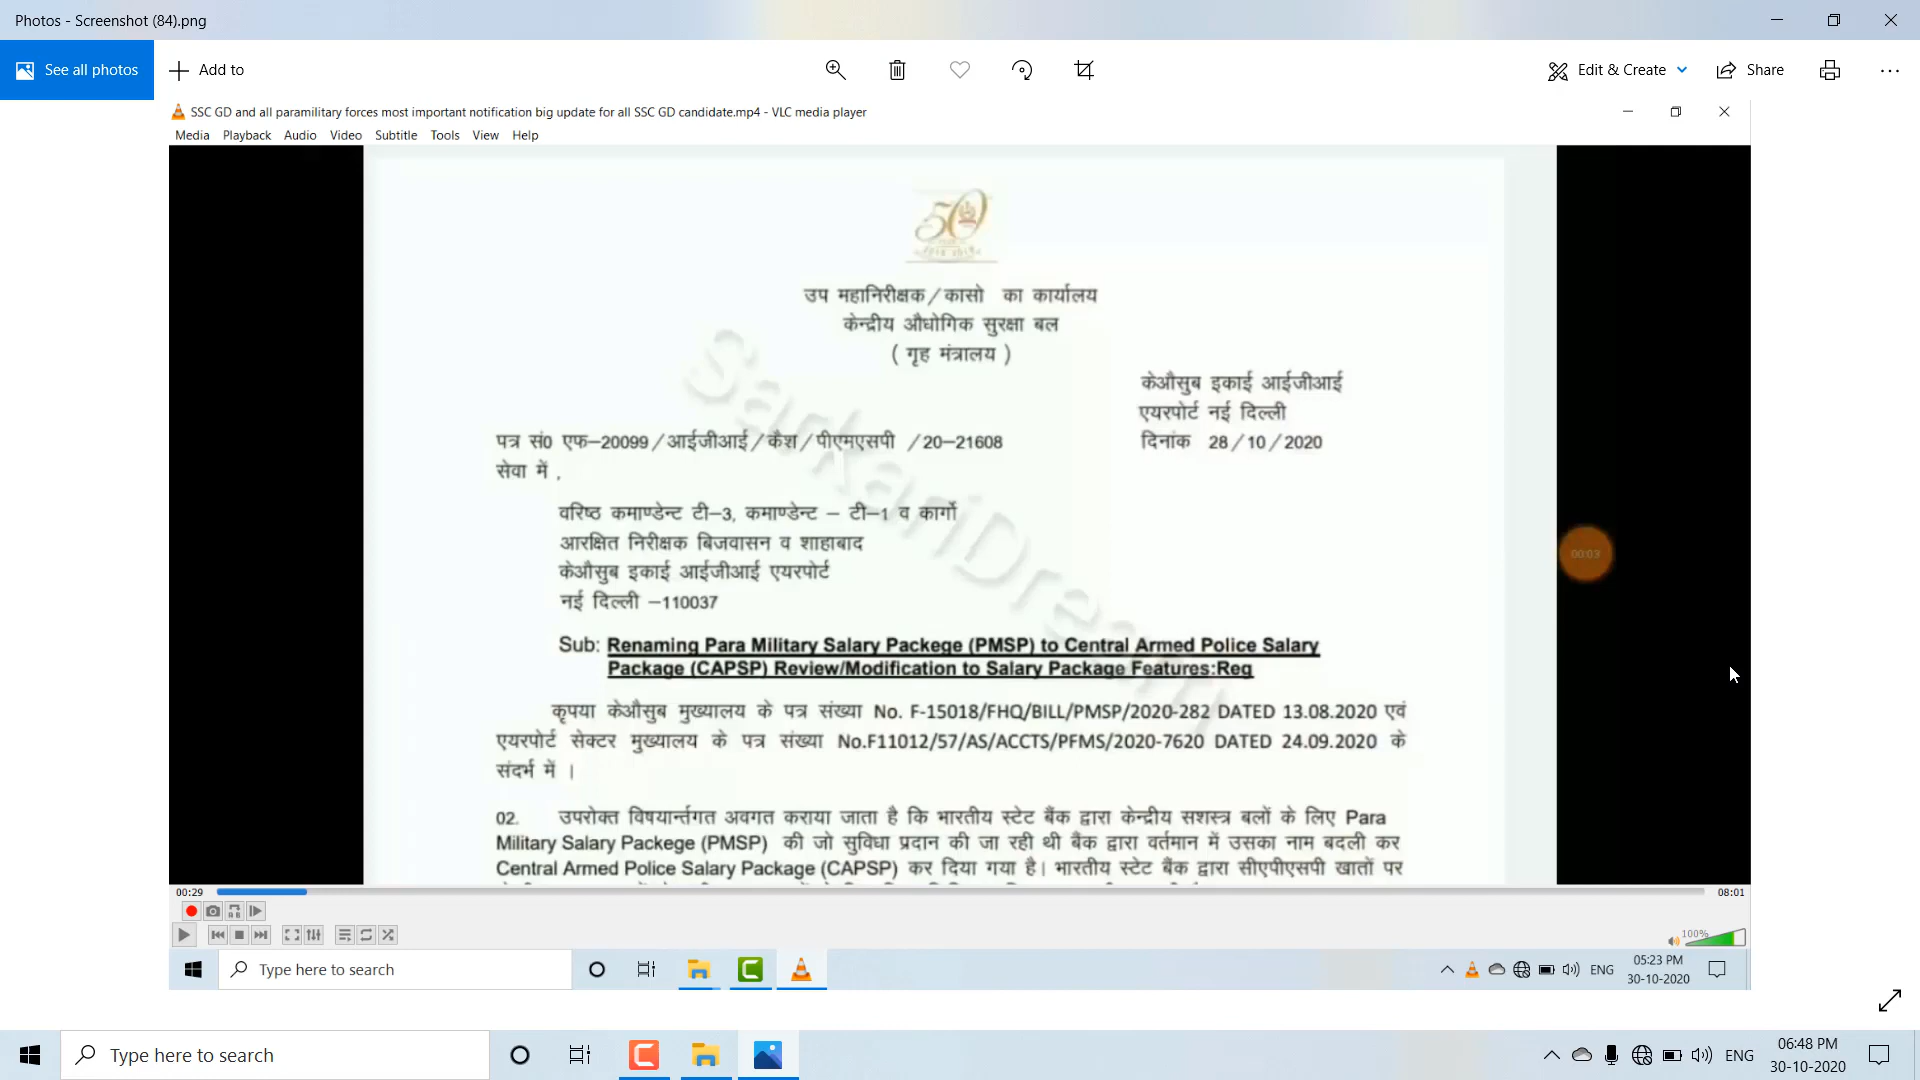 Photos - Screenshot (84).png
See all photos
Add to
Edit & Create
Share
SSC GD and all paramilitary forces most important notification big update for all SSC GD candidate.mp4 - VLC media player
Media Playback Audio Video Subtitle Tools View Help
50
उप महानिरीक्षक/कासो का कार्यालय
केन्द्रीय औधोगिक सुरक्षा बल
( गृह मंत्रालय )
केऔसुब इकाई आईजीआई
एयरपोर्ट नई दिल्ली
पत्र सं0 एफ–20099/आईजीआई/कैश/पीएमएसपी /20–21608
दिनांक 28/10/2020
सेवा में ,
वरिष्ठ कमाण्डेन्ट टी–3, कमाण्डेन्ट – टी–1 व कार्गो
आरक्षित निरीक्षक बिजवासन व शाहाबाद
केऔसुब इकाई आईजीआई एयरपोर्ट
नई दिल्ली –110037
SarkariDream
00:03
Sub: Renaming Para Military Salary Packege (PMSP) to Central Armed Police Salary
Package (CAPSP) Review/Modification to Salary Package Features:Reg
कृपया केऔसुब मुख्यालय के पत्र संख्या No. F-15018/FHQ/BILL/PMSP/2020-282 DATED 13.08.2020 एवं
एयरपोर्ट सेक्टर मुख्यालय के पत्र संख्या No.F11012/57/AS/ACCTS/PFMS/2020-7620 DATED 24.09.2020 के
संदर्भ में ।
02. उपरोक्त विषयार्न्तगत अवगत कराया जाता है कि भारतीय स्टेट बैंक द्वारा केन्द्रीय सशस्त्र बलों के लिए Para
Military Salary Packege (PMSP) की जो सुविधा प्रदान की जा रही थी बैंक द्वारा वर्तमान में उसका नाम बदली कर
Central Armed Police Salary Package (CAPSP) कर दिया गया है। भारतीय स्टेट बैंक द्वारा सीएपीएसपी खातों पर
00:29
08:01
100%
Type here to search
ENG
05:23 PM
30-10-2020
Type here to search
ENG
06:48 PM
30-10-2020